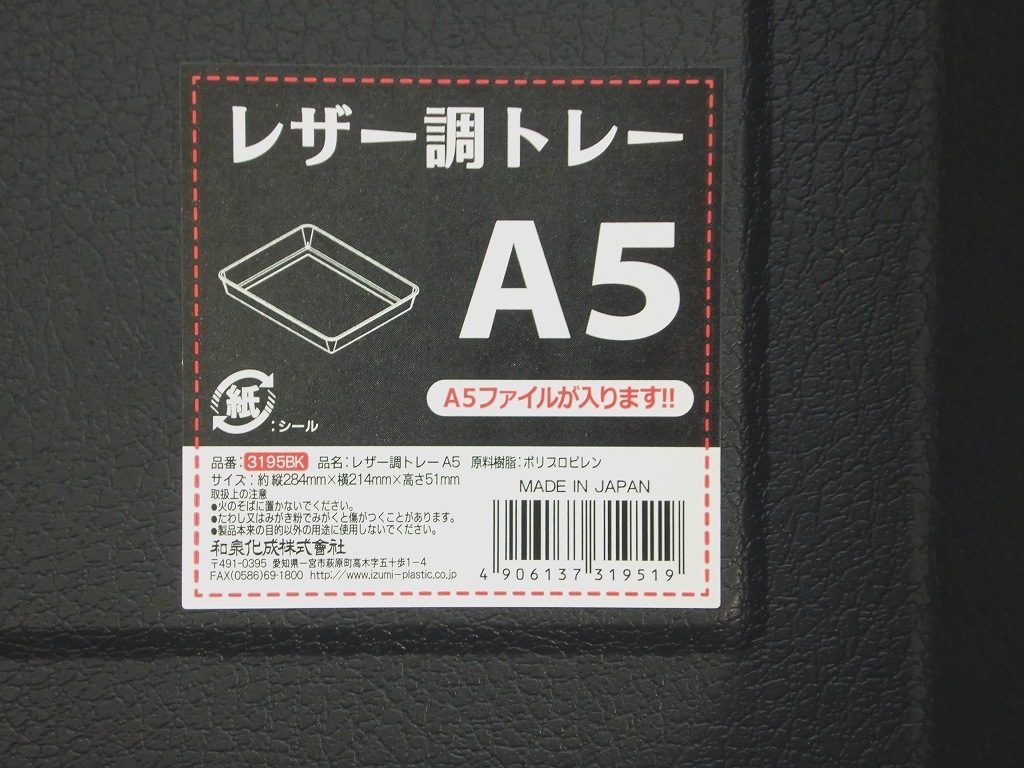 レザー調トレー
A5
A5ファイルが入ります!!
紙
:シール
品番:3195BK 品名:レザー調トレーA5 原料樹脂:ポリプロピレン
サイズ:約 縦284mm×横214mm×高さ51mm
取扱上の注意
●火のそばに置かないでください。
●たわし又はみがき粉でみがくと傷がつくことがあります。
●製品本来の目的以外の用途に使用しないでください。
和泉化成株式會社
〒491-0395 愛知県一宮市萩原町高木字五十歩1-4
FAX(0586)69-1800 http://www.izumi-plastic.co.jp
MADE IN JAPAN
4 906137 319519